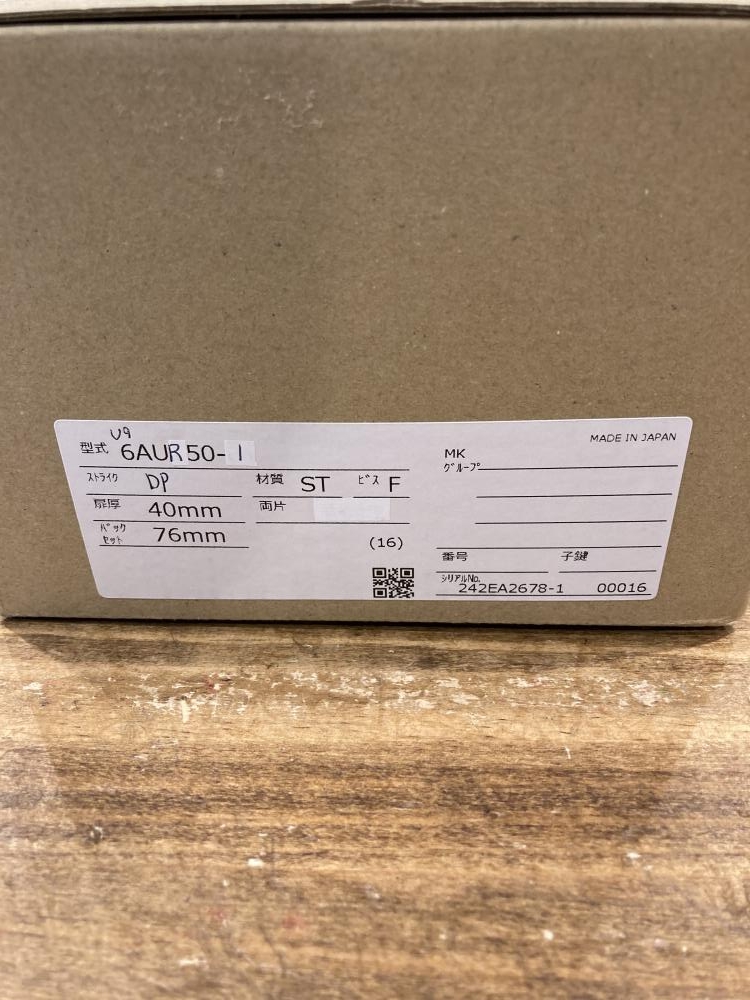 U9
型式 6AUR50-1
ストライク DP 材質 ST ビス F
扉厚 40mm 両片
バックセット 76mm
(16)
MADE IN JAPAN
MK
グループ
番号 子鍵
シリアルNo. 242EA2678-1 00016